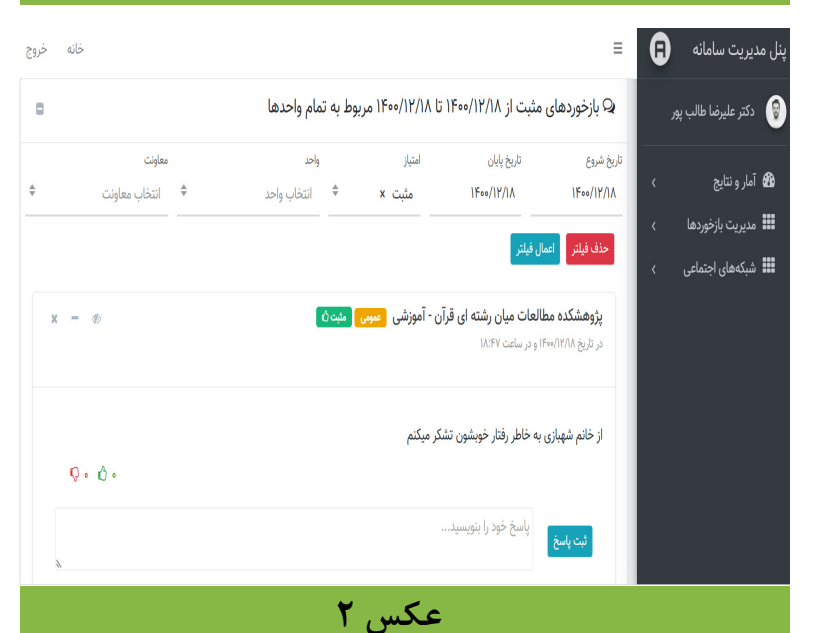 پنل مدیریت سامانه
خانه خروج
دکتر علیرضا طالب پور
آمار و نتایج
مدیریت بازخوردها
شبکه‌های اجتماعی
بازخوردهای مثبت از ۱۴۰۰/۱۲/۱۸ تا ۱۴۰۰/۱۲/۱۸ مربوط به تمام واحدها
تاریخ شروع تاریخ پایان امتیاز واحد معاونت
۱۴۰۰/۱۲/۱۸ ۱۴۰۰/۱۲/۱۸ مثبت × انتخاب واحد انتخاب معاونت
حذف فیلتر اعمال فیلتر
پژوهشکده مطالعات میان رشته ای قرآن - آموزشی عمومی مثبت
در تاریخ ۱۴۰۰/۱۲/۱۸ و در ساعت ۱۸:۴۷
از خانم شهبازی به خاطر رفتار خوبشون تشکر میکنم
۰ ۰
پاسخ خود را بنویسید...
ثبت پاسخ
عکس ۲